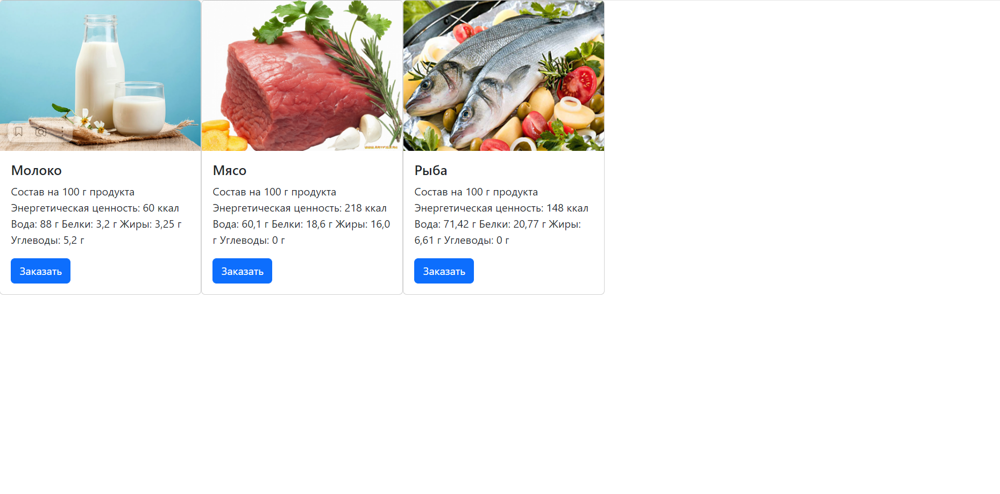 Молоко
Состав на 100 г продукта
Энергетическая ценность: 60 ккал
Вода: 88 г Белки: 3,2 г Жиры: 3,25 г
Углеводы: 5,2 г
Заказать
Мясо
Состав на 100 г продукта
Энергетическая ценность: 218 ккал
Вода: 60,1 г Белки: 18,6 г Жиры: 16,0
г Углеводы: 0 г
Заказать
Рыба
Состав на 100 г продукта
Энергетическая ценность: 148 ккал
Вода: 71,42 г Белки: 20,77 г Жиры:
6,61 г Углеводы: 0 г
Заказать